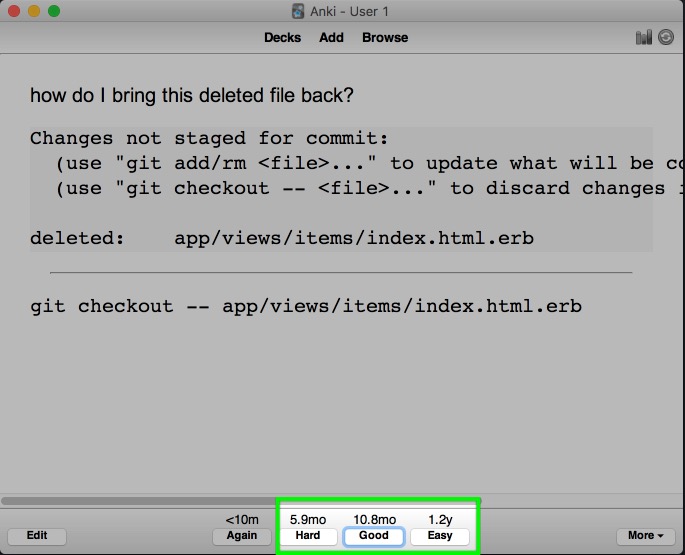 Anki - User 1
Decks Add Browse
how do I bring this deleted file back?
Changes not staged for commit:
(use "git add/rm <file>..." to update what will be
(use "git checkout -- <file>..." to discard changes
deleted: app/views/items/index.html.erb
git checkout -- app/views/items/index.html.erb
<10m 5.9mo 10.8mo 1.2y
Edit Again Hard Good Easy More